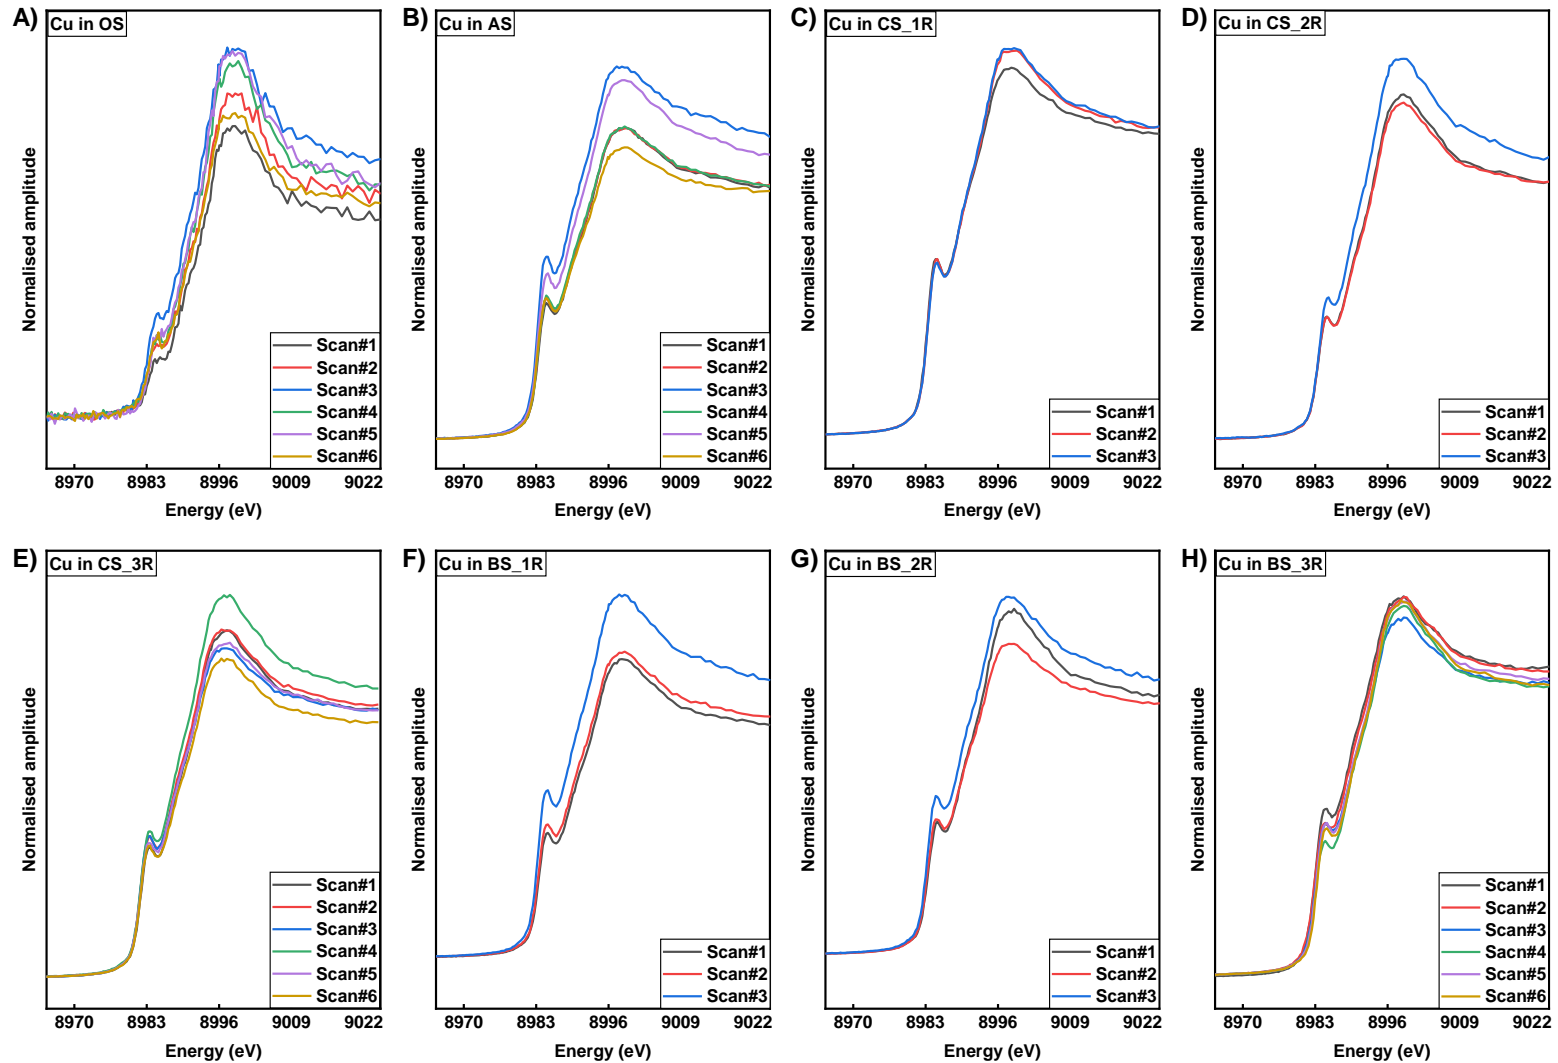 A)
Cu in OS
Normalised amplitude
Scan#1
Scan#2
Scan#3
Scan#4
Scan#5
Scan#6
8970 8983 8996 9009 9022
Energy (eV)
B)
Cu in AS
Normalised amplitude
Scan#1
Scan#2
Scan#3
Scan#4
Scan#5
Scan#6
8970 8983 8996 9009 9022
Energy (eV)
C)
Cu in CS_1R
Normalised amplitude
Scan#1
Scan#2
Scan#3
8970 8983 8996 9009 9022
Energy (eV)
D)
Cu in CS_2R
Normalised amplitude
Scan#1
Scan#2
Scan#3
8970 8983 8996 9009 9022
Energy (eV)
E)
Cu in CS_3R
Normalised amplitude
Scan#1
Scan#2
Scan#3
Scan#4
Scan#5
Scan#6
8970 8983 8996 9009 9022
Energy (eV)
F)
Cu in BS_1R
Normalised amplitude
Scan#1
Scan#2
Scan#3
8970 8983 8996 9009 9022
Energy (eV)
G)
Cu in BS_2R
Normalised amplitude
Scan#1
Scan#2
Scan#3
8970 8983 8996 9009 9022
Energy (eV)
H)
Cu in BS_3R
Normalised amplitude
Scan#1
Scan#2
Scan#3
Sacn#4
Scan#5
Scan#6
8970 8983 8996 9009 9022
Energy (eV)